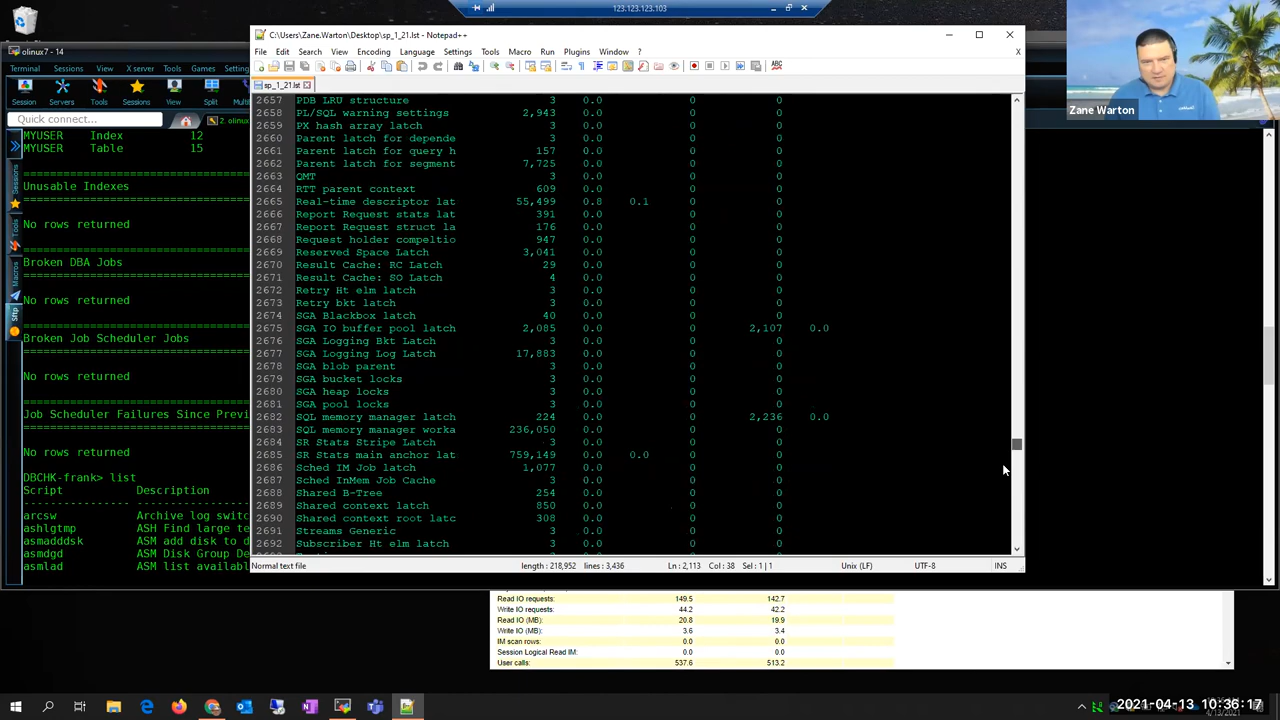 123.123.123.103
C:\Users\Zane.Warton\Desktop\sp_1_21.lst - Notepad++
olinux7 - 14
File Edit Search View Encoding Language Settings Tools Macro Run Plugins Window ?
Terminal Sessions View X server Tools Games Setting
Session Servers Tools Sessions View Split
sp_1_21.lst
Quick connect...
2. olinux
Zane Warton
MYUSER Index 12
MYUSER Table 15
Unusable Indexes
No rows returned
Broken DBA Jobs
No rows returned
Broken Job Scheduler Jobs
No rows returned
Job Scheduler Failures Since Previ
No rows returned
DBCHK-frank> list
Script Description
arcsw Archive log switc
ashlgtmp ASH Find large te
asmadddsk ASM add disk to d
asmdgd ASM Disk Group De
asmlad ASM list availabl
Sessions
Tools
Macros
Sftp
2657 PDB LRU structure 3 0.0 0 0
2658 PL/SQL warning settings 2,943 0.0 0 0
2659 PX hash array latch 3 0.0 0 0
2660 Parent latch for depende 3 0.0 0 0
2661 Parent latch for query h 157 0.0 0 0
2662 Parent latch for segment 7,725 0.0 0 0
2663 QMT 3 0.0 0 0
2664 RTT parent context 609 0.0 0 0
2665 Real-time descriptor lat 55,499 0.8 0.1 0 0
2666 Report Request stats lat 391 0.0 0 0
2667 Report Request struct la 176 0.0 0 0
2668 Request holder compeltio 947 0.0 0 0
2669 Reserved Space Latch 3,041 0.0 0 0
2670 Result Cache: RC Latch 29 0.0 0 0
2671 Result Cache: SO Latch 4 0.0 0 0
2672 Retry Ht elm latch 3 0.0 0 0
2673 Retry bkt latch 3 0.0 0 0
2674 SGA Blackbox latch 40 0.0 0 0
2675 SGA IO buffer pool latch 2,085 0.0 0 2,107 0.0
2676 SGA Logging Bkt Latch 3 0.0 0 0
2677 SGA Logging Log Latch 17,883 0.0 0 0
2678 SGA blob parent 3 0.0 0 0
2679 SGA bucket locks 3 0.0 0 0
2680 SGA heap locks 3 0.0 0 0
2681 SGA pool locks 3 0.0 0 0
2682 SQL memory manager latch 224 0.0 0 2,236 0.0
2683 SQL memory manager worka 236,050 0.0 0 0
2684 SR Stats Stripe Latch 3 0.0 0 0
2685 SR Stats main anchor lat 759,149 0.0 0.0 0 0
2686 Sched IM Job latch 1,077 0.0 0 0
2687 Sched InMem Job Cache 3 0.0 0 0
2688 Shared B-Tree 254 0.0 0 0
2689 Shared context latch 850 0.0 0 0
2690 Shared context root latc 308 0.0 0 0
2691 Streams Generic 3 0.0 0 0
2692 Subscriber Ht elm latch 3 0.0 0 0
Normal text file length : 218,952 lines : 3,436 Ln : 2,113 Col : 38 Sel : 1 | 1 Unix (LF) UTF-8 INS
Read IO requests: 149.5 142.7
Write IO requests: 44.2 42.2
Read IO (MB): 20.8 19.9
Write IO (MB): 3.6 3.4
IM scan rows: 0.0 0.0
Session Logical Read IM: 0.0 0.0
User calls: 537.6 513.2
2021-04-13 10:36:17